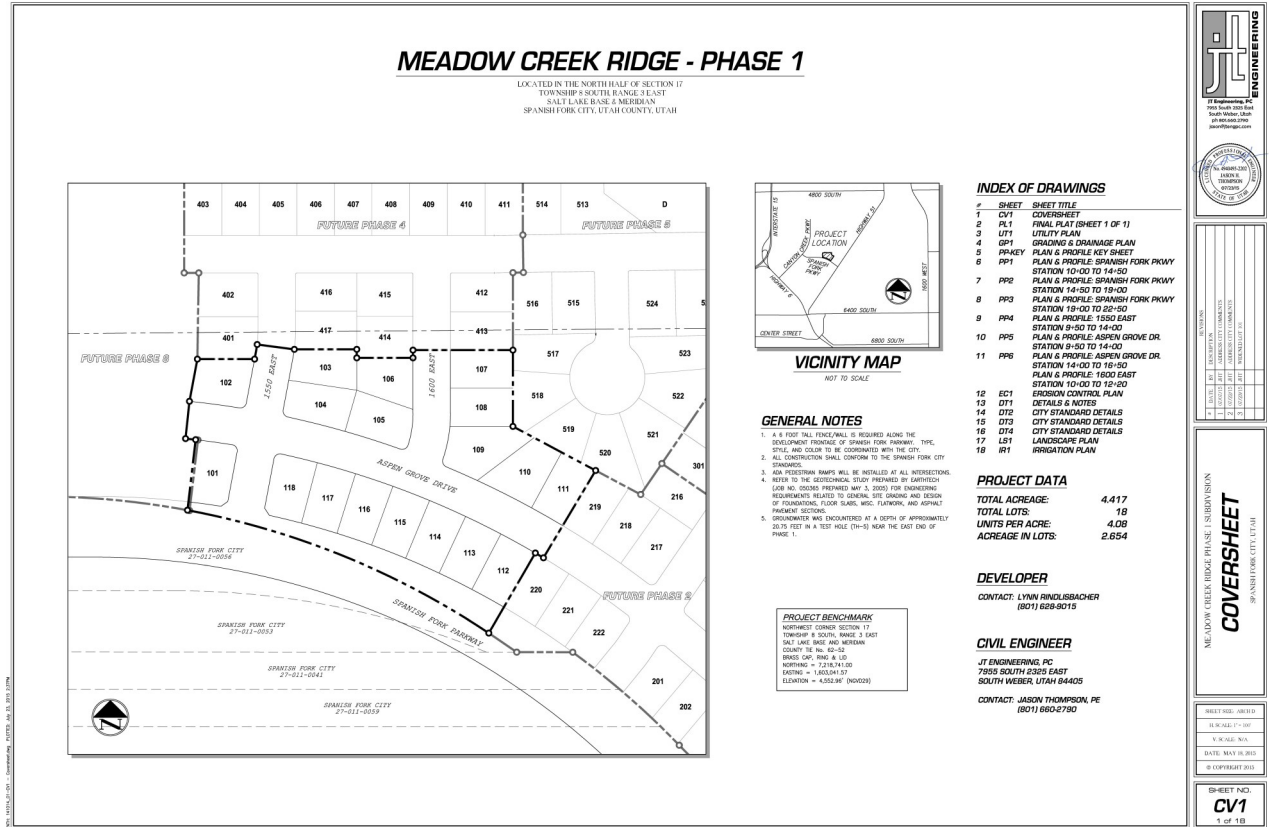 MEADOW CREEK RIDGE - PHASE 1
LOCATED IN THE NORTH HALF OF SECTION 17
TOWNSHIP 8 SOUTH, RANGE 3 EAST
SALT LAKE BASE & MERIDIAN
SPANISH FORK CITY, UTAH COUNTY, UTAH
403 404 405 406 407 408 409 410 411 514 513 D
FUTURE PHASE 4
FUTURE PHASE 5
402 416 415 412 516 515 524
401 417 414 413
FUTURE PHASE 8
102
1550 EAST
103
106
1600 EAST
107
517
523
104
105
108
518
522
519
521
109
520
301
101
ASPEN GROVE DRIVE
110
111
118
117
116
115
114
113
112
219
216
218
217
SPANISH FORK CITY
27-011-0056
220
221
222
FUTURE PHASE 2
SPANISH FORK PARKWAY
SPANISH FORK CITY
27-011-0053
SPANISH FORK CITY
27-011-0041
SPANISH FORK CITY
27-011-0059
201
202
N
4800 SOUTH
INTERSTATE 15
CANYON CREEK PKWY
HIGHWAY 51
PROJECT
LOCATION
SPANISH
FORK
PKWY
HIGHWAY 6
1600 WEST
N
6400 SOUTH
CENTER STREET
6800 SOUTH
VICINITY MAP
NOT TO SCALE
GENERAL NOTES
1. A 6 FOOT TALL FENCE/WALL IS REQUIRED ALONG THE
DEVELOPMENT FRONTAGE OF SPANISH FORK PARKWAY. TYPE,
STYLE, AND COLOR TO BE COORDINATED WITH THE CITY.
2. ALL CONSTRUCTION SHALL CONFORM TO THE SPANISH FORK CITY
STANDARDS.
3. ADA PEDESTRIAN RAMPS WILL BE INSTALLED AT ALL INTERSECTIONS.
4. REFER TO THE GEOTECHNICAL STUDY PREPARED BY EARTHTECH
(JOB NO. 050365 PREPARED MAY 3, 2005) FOR ENGINEERING
REQUIREMENTS RELATED TO GENERAL SITE GRADING AND DESIGN
OF FOUNDATIONS, FLOOR SLABS, MISC. FLATWORK, AND ASPHALT
PAVEMENT SECTIONS.
5. GROUNDWATER WAS ENCOUNTERED AT A DEPTH OF APPROXIMATELY
20.75 FEET IN A TEST HOLE (TH-5) NEAR THE EAST END OF
PHASE 1.
PROJECT BENCHMARK
NORTHWEST CORNER SECTION 17
TOWNSHIP 8 SOUTH, RANGE 3 EAST
SALT LAKE BASE AND MERIDIAN
COUNTY TIE No. 62-52
BRASS CAP, RING & LID
NORTHING = 7,218,741.00
EASTING = 1,603,041.57
ELEVATION = 4,552.96' (NGVD29)
INDEX OF DRAWINGS
# SHEET SHEET TITLE
1 CV1 COVERSHEET
2 PL1 FINAL PLAT (SHEET 1 OF 1)
3 UT1 UTILITY PLAN
4 GP1 GRADING & DRAINAGE PLAN
5 PP-KEY PLAN & PROFILE KEY SHEET
6 PP1 PLAN & PROFILE: SPANISH FORK PKWY
STATION 10+00 TO 14+50
7 PP2 PLAN & PROFILE: SPANISH FORK PKWY
STATION 14+50 TO 19+00
8 PP3 PLAN & PROFILE: SPANISH FORK PKWY
STATION 19+00 TO 22+50
9 PP4 PLAN & PROFILE: 1550 EAST
STATION 9+50 TO 14+00
10 PP5 PLAN & PROFILE: ASPEN GROVE DR.
STATION 9+50 TO 14+00
11 PP6 PLAN & PROFILE: ASPEN GROVE DR.
STATION 14+00 TO 16+50
PLAN & PROFILE: 1600 EAST
STATION 10+00 TO 12+20
12 EC1 EROSION CONTROL PLAN
13 DT1 DETAILS & NOTES
14 DT2 CITY STANDARD DETAILS
15 DT3 CITY STANDARD DETAILS
16 DT4 CITY STANDARD DETAILS
17 LS1 LANDSCAPE PLAN
18 IR1 IRRIGATION PLAN
PROJECT DATA
TOTAL ACREAGE: 4.417
TOTAL LOTS: 18
UNITS PER ACRE: 4.08
ACREAGE IN LOTS: 2.654
DEVELOPER
CONTACT: LYNN RINDLISBACHER
(801) 628-9015
CIVIL ENGINEER
JT ENGINEERING, PC
7955 SOUTH 2325 EAST
SOUTH WEBER, UTAH 84405
CONTACT: JASON THOMPSON, PE
(801) 660-2790
ENGINEERING
JT Engineering, PC
7955 South 2325 East
South Weber, Utah
ph 801.660.2790
jason@jtengpc.com
LICENSED PROFESSIONAL ENGINEER
JASON R.
THOMPSON
07/23/15
STATE OF UTAH
REVISIONS
# DATE BY DESCRIPTION
1 JRT ADDRESS CITY COMMENTS
2 JRT ADDRESS CITY COMMENTS
3 JRT
MEADOW CREEK RIDGE PHASE 1 SUBDIVISION
COVERSHEET
SPANISH FORK CITY, UTAH
SHEET SIZE: ARCH D
H. SCALE: 1" = 100'
V. SCALE: N/A
DATE: MAY 18, 2015
© COPYRIGHT 2015
SHEET NO.
CV1
1 of 18